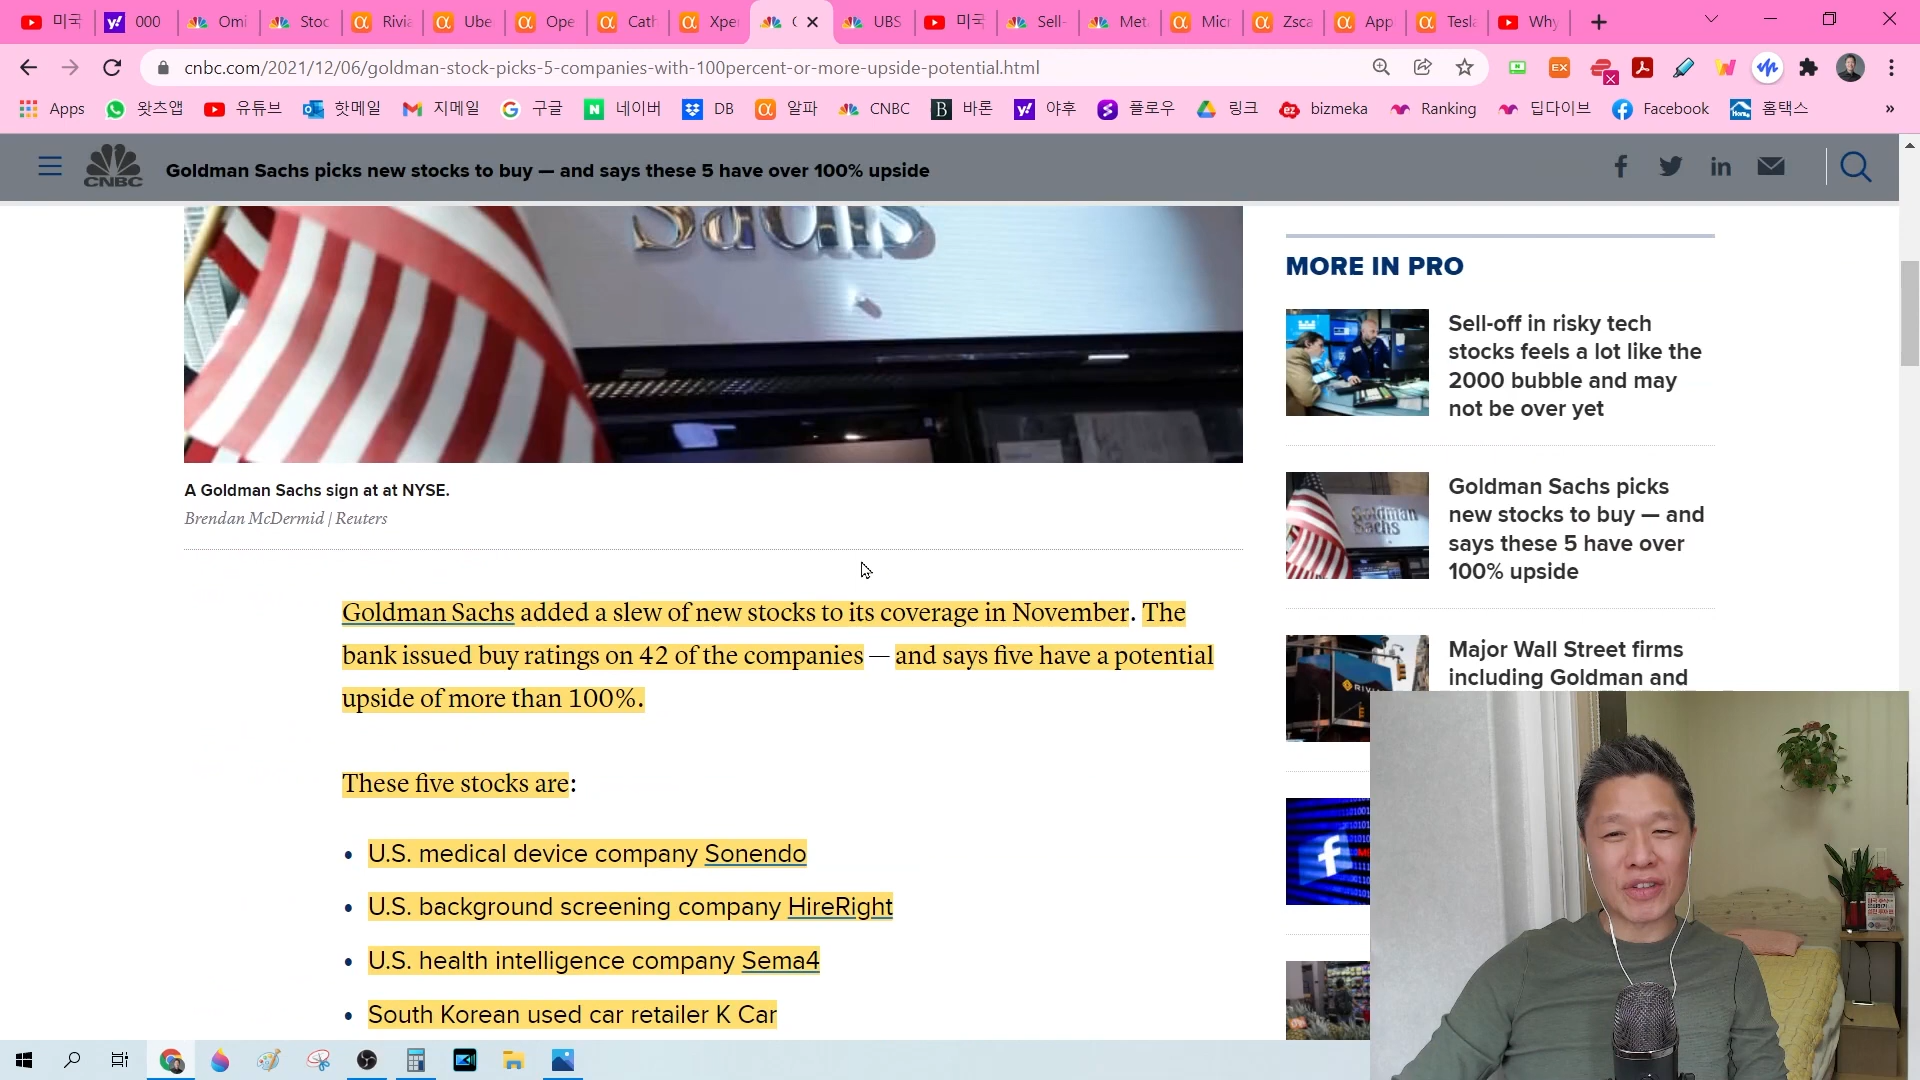 미국
000
Omi
Stoc
Rivia
Ube
Ope
Cath
Xpe
UBS
미국
Sell-
Met
Micr
Zsca
App
Tesla
Why
cnbc.com/2021/12/06/goldman-stock-picks-5-companies-with-100percent-or-more-upside-potential.html
EX
Apps
왓츠앱
유튜브
핫메일
지메일
구글
네이버
DB
알파
CNBC
바론
야후
플로우
링크
bizmeka
Ranking
딥다이브
Facebook
홈택스
»
CNBC
Goldman Sachs picks new stocks to buy — and says these 5 have over 100% upside
Sachs
A Goldman Sachs sign at at NYSE.
Brendan McDermid | Reuters
Goldman Sachs added a slew of new stocks to its coverage in November. The
bank issued buy ratings on 42 of the companies — and says five have a potential
upside of more than 100%.
These five stocks are:
• U.S. medical device company Sonendo
• U.S. background screening company HireRight
• U.S. health intelligence company Sema4
• South Korean used car retailer K Car
MORE IN PRO
Sell-off in risky tech
stocks feels a lot like the
2000 bubble and may
not be over yet
Goldman
Sachs
Goldman Sachs picks
new stocks to buy — and
says these 5 have over
100% upside
RIVI
Major Wall Street firms
including Goldman and